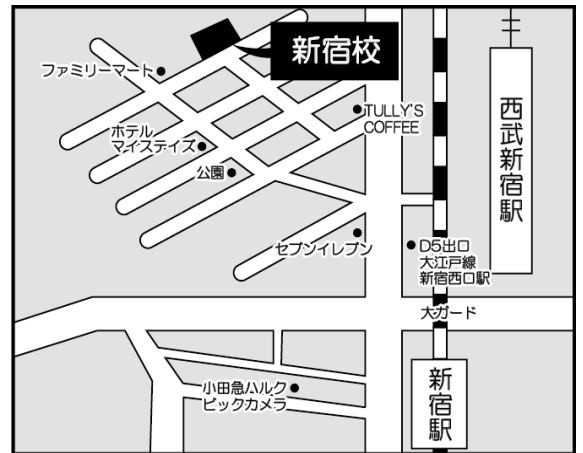 新宿校
ファミリーマート
西武新宿駅
TULLY'S
COFFEE
ホテル
マイステイズ
公園
セブンイレブン
D5出口
大江戸線
新宿西口駅
大ガード
新宿駅
小田急ハルク
ビックカメラ